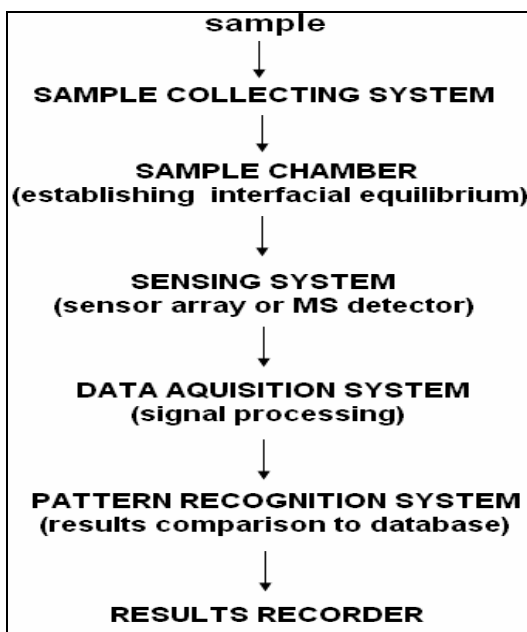 sample
SAMPLE COLLECTING SYSTEM
SAMPLE CHAMBER
(establishing interfacial equilibrium)
SENSING SYSTEM
(sensor array or MS detector)
DATA AQUISITION SYSTEM
(signal processing)
PATTERN RECOGNITION SYSTEM
(results comparison to database)
RESULTS RECORDER